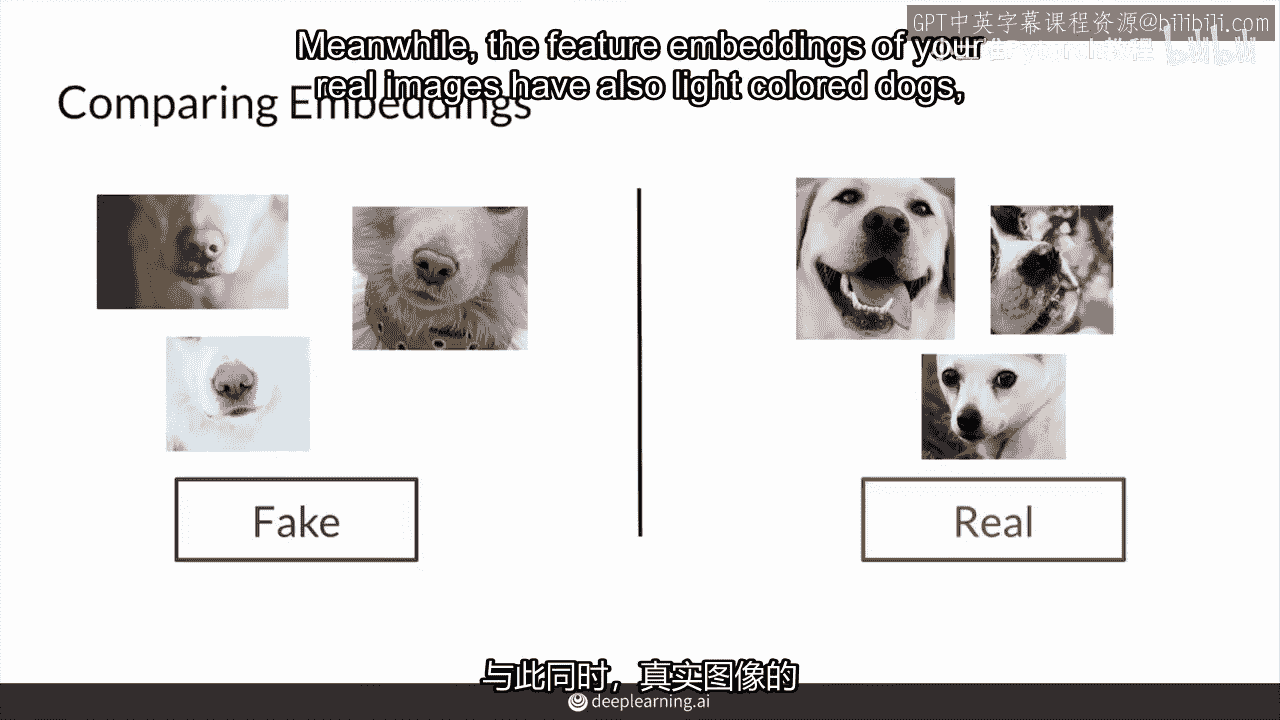 GPT中英字幕课程资源@bilibili.com
Meanwhile, the feature embeddings of your
real images have also light colored dogs,
Comparing Embeddings
Fake
Real
与此同时，真实图像的
deeplearning.ai